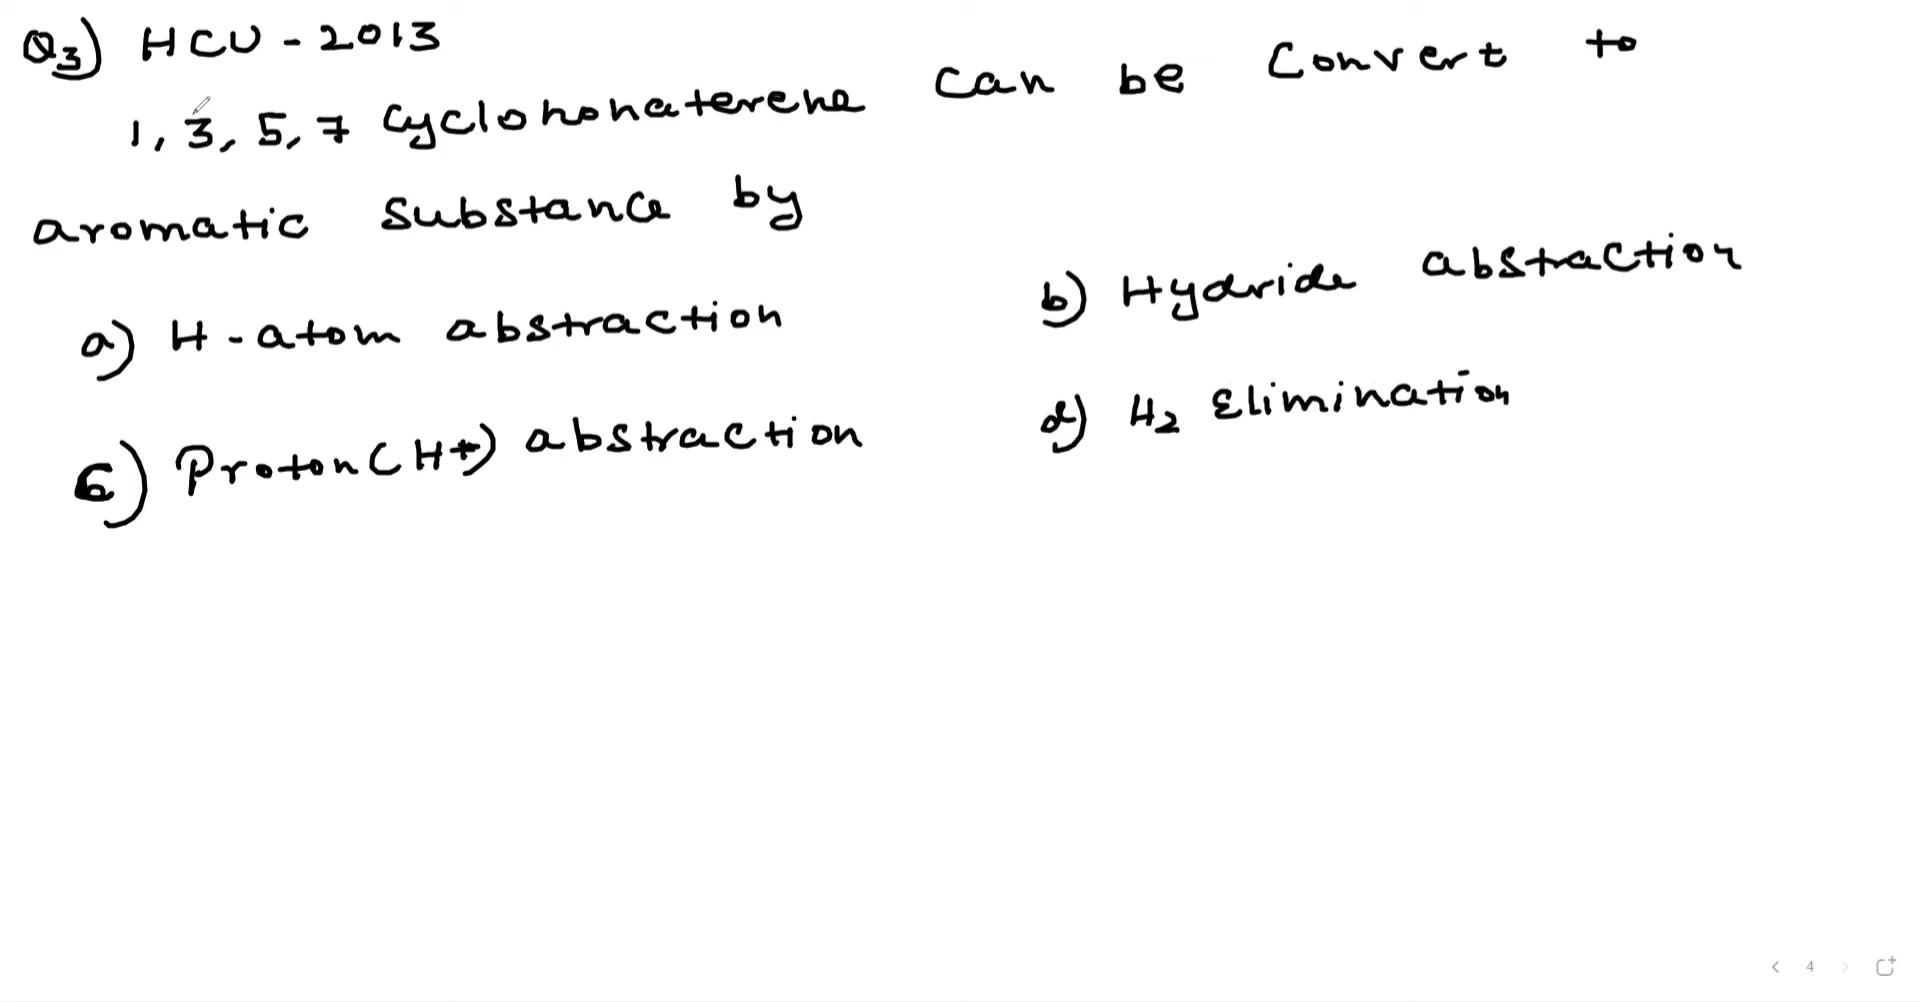 Q3) HCU - 2013
1, 3, 5, 7 Cyclononaterene can be Convert to
aromatic Substance by
a) H - atom abstraction
b) Hydride abstraction
c) Proton (H+) abstraction
d) H2 Elimination
4